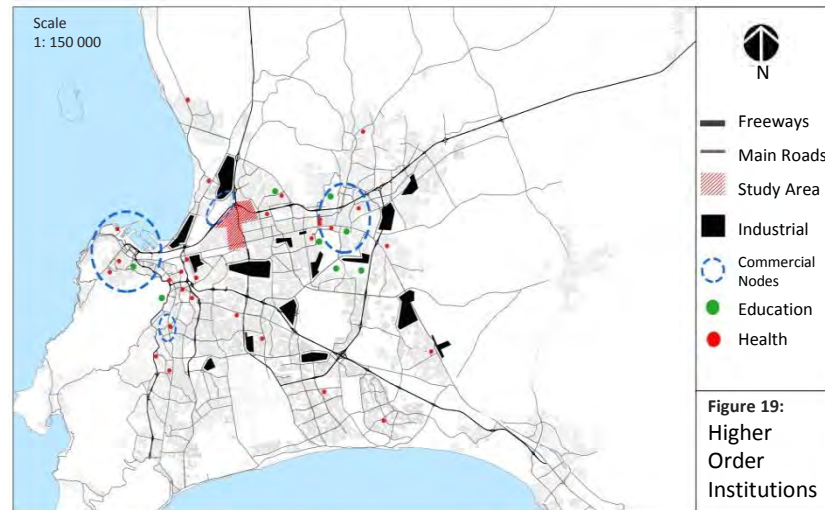 Scale
1: 150 000
N
Freeways
Main Roads
Study Area
Industrial
Commercial
Nodes
Education
Health
Figure 19:
Higher
Order
Institutions